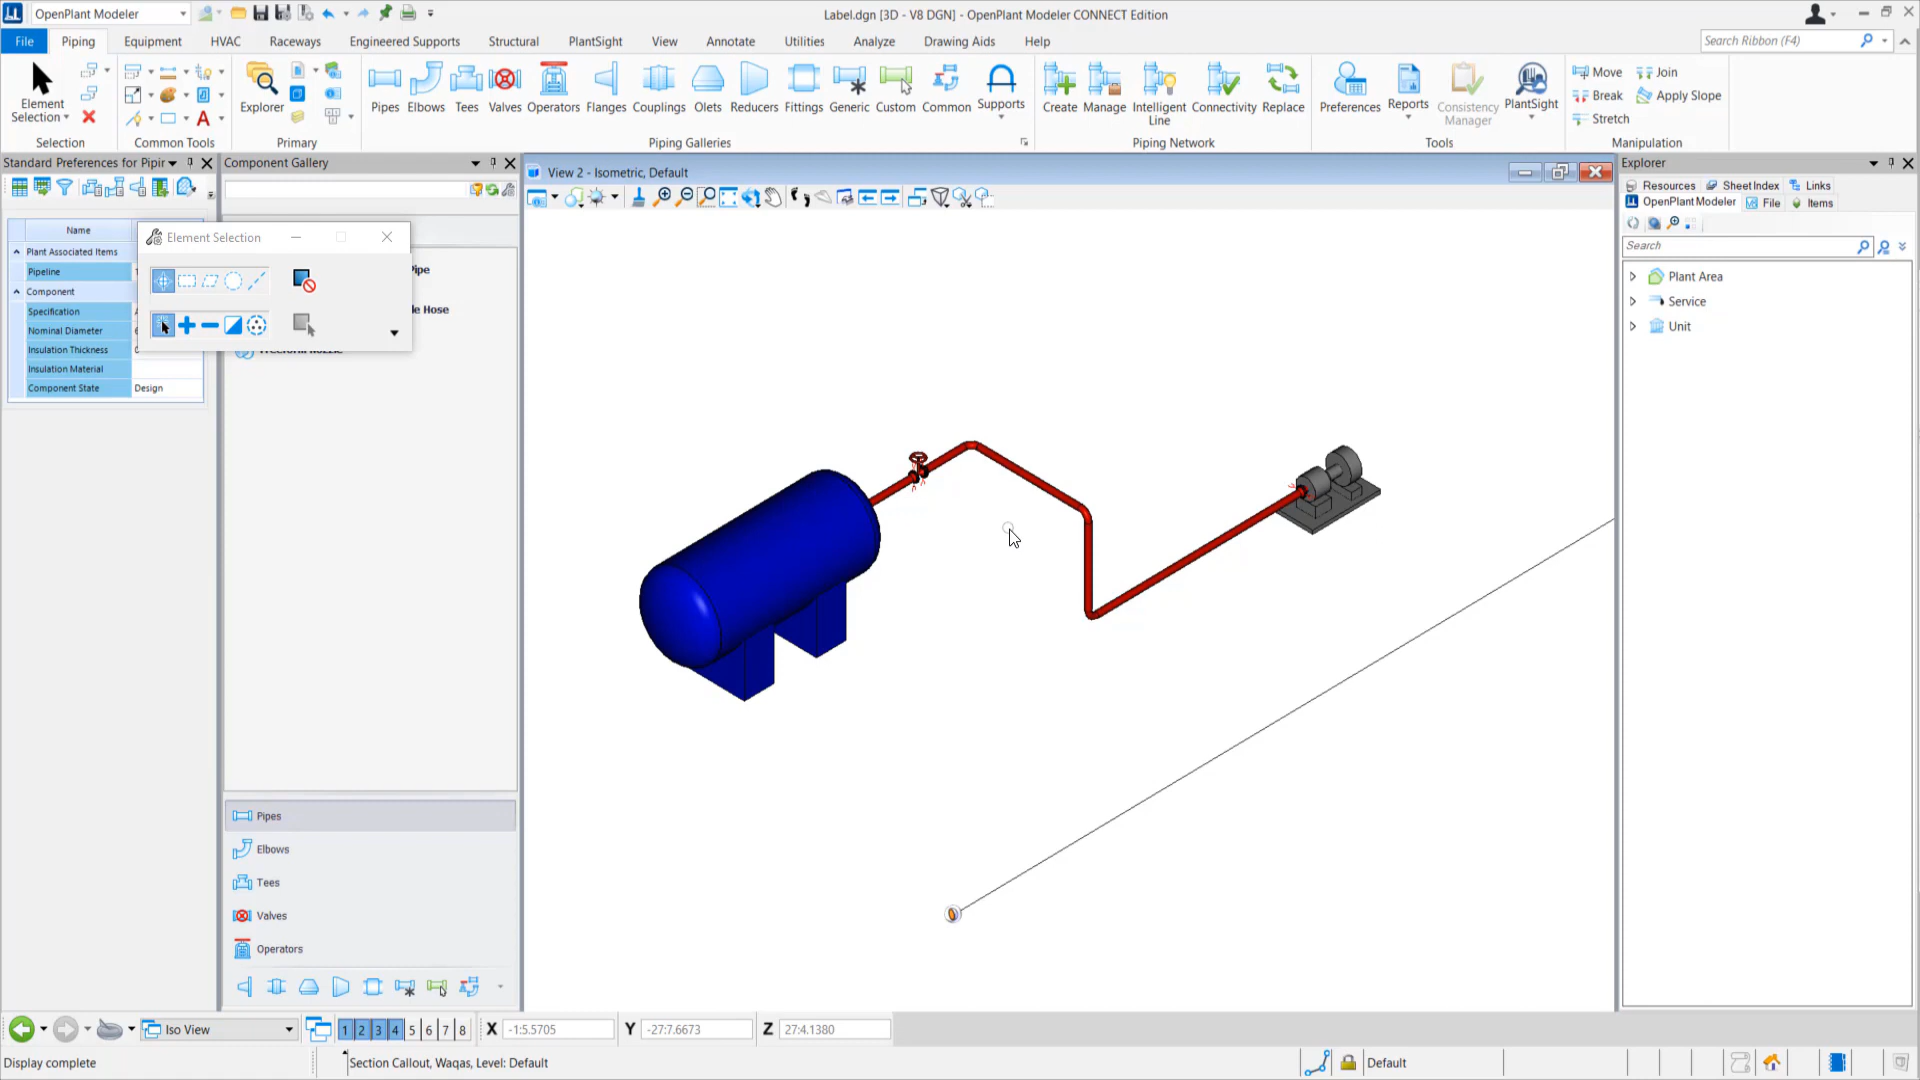 OpenPlant Modeler
Label.dgn [3D - V8 DGN] - OpenPlant Modeler CONNECT Edition
File
Piping
Equipment
HVAC
Raceways
Engineered Supports
Structural
PlantSight
View
Annotate
Utilities
Analyze
Drawing Aids
Help
Search Ribbon (F4)
Element
Selection
Explorer
Pipes
Elbows
Tees
Valves
Operators
Flanges
Couplings
Olets
Reducers
Fittings
Generic
Custom
Common
Supports
Create
Manage
Intelligent
Line
Connectivity
Replace
Preferences
Reports
Consistency
Manager
PlantSight
Move
Join
Break
Apply Slope
Stretch
Selection
Common Tools
Primary
Piping Galleries
Piping Network
Tools
Manipulation
Standard Preferences for Pipir
Name
Plant Associated Items
Pipeline
Component
Specification
Nominal Diameter
Insulation Thickness
Insulation Material
Component State
Design
Element Selection
Component Gallery
Pipe
le Hose
Pipes
Elbows
Tees
Valves
Operators
View 2 - Isometric, Default
Explorer
Resources
Sheet Index
Links
OpenPlant Modeler
File
Items
Search
Plant Area
Service
Unit
Iso View
1 2 3 4 5 6 7 8
X -1:5.5705
Y -27:7.6673
Z 27:4.1380
Display complete
Section Callout, Waqas, Level: Default
Default